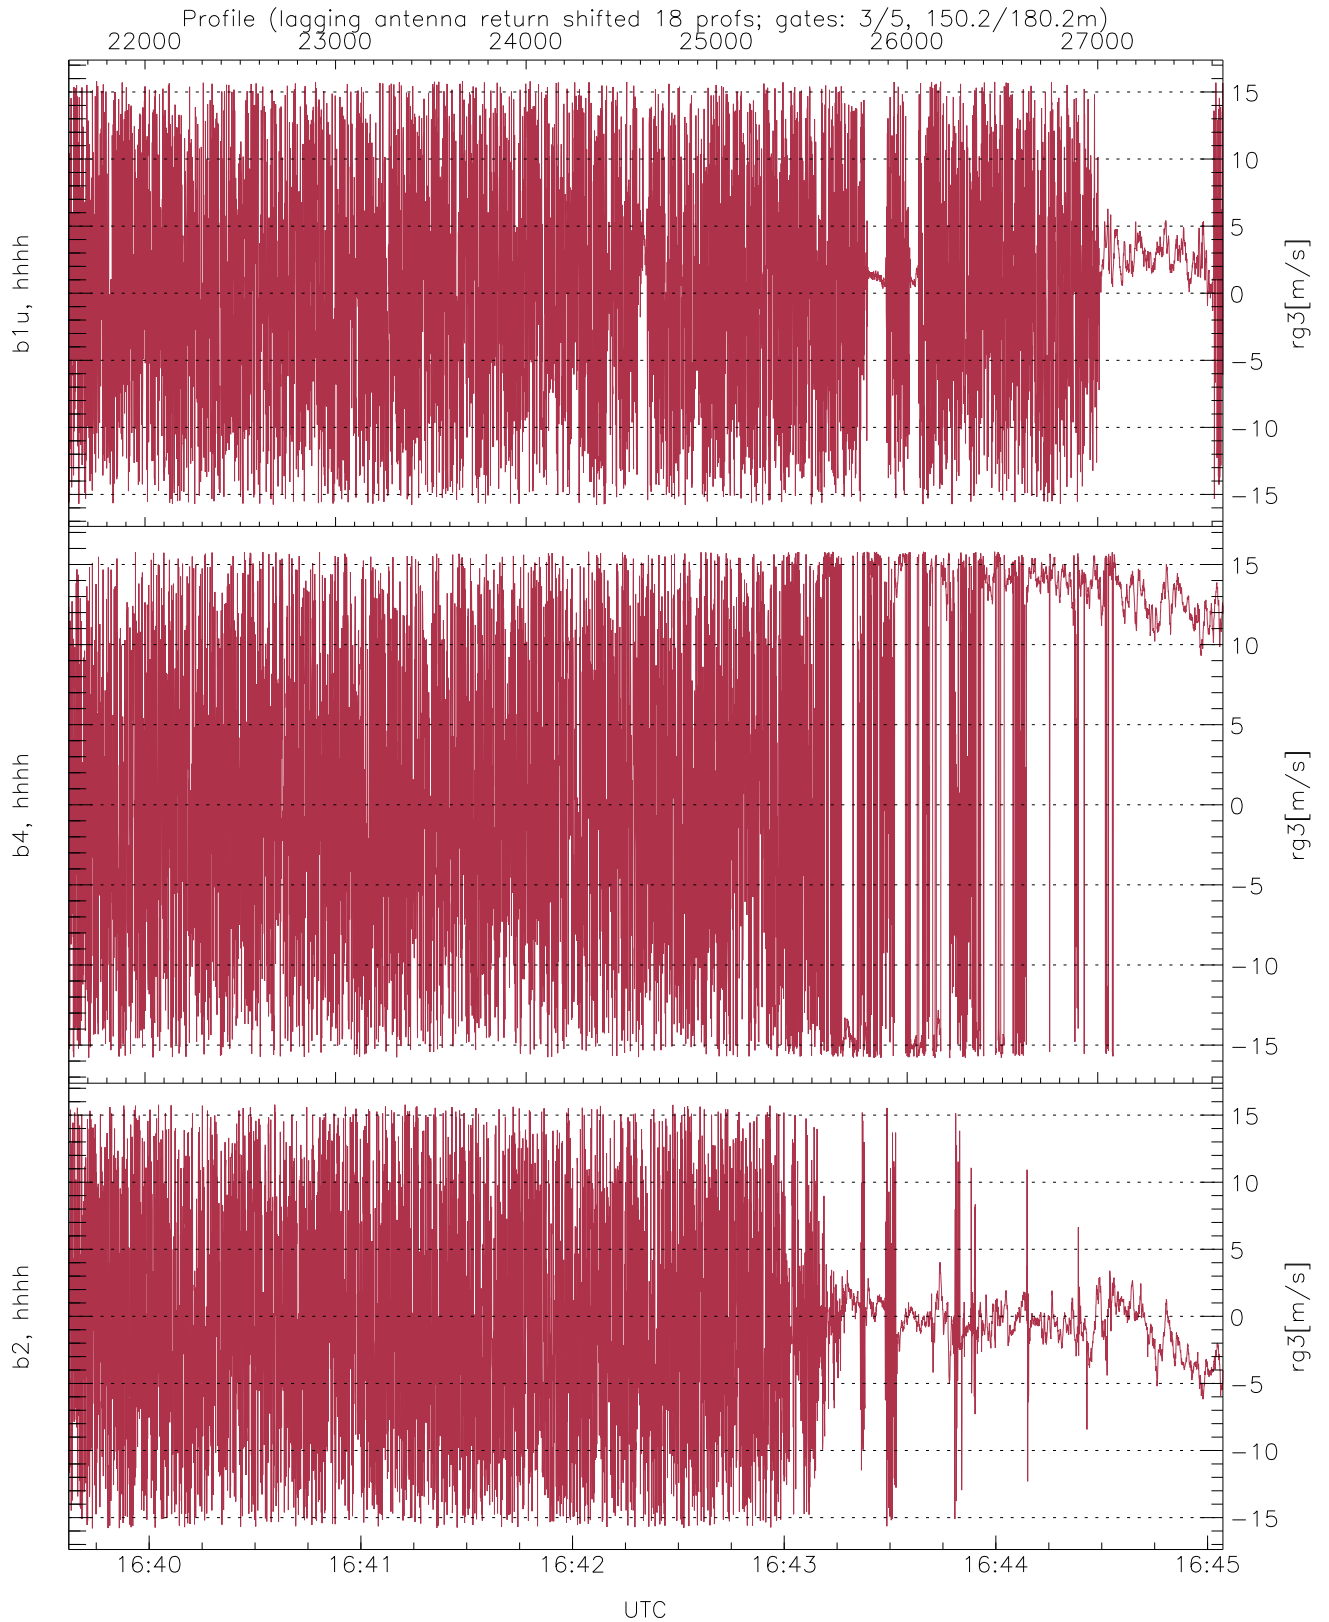 Profile (lagging antenna return shifted 18 profs; gates: 3/5, 150.2/180.2m)
22000 23000 24000 25000 26000 27000
b1u, hhhh
15
10
5
0
−5
−10
−15
rg3[m/s]
b4, hhhh
15
10
5
0
−5
−10
−15
rg3[m/s]
b2, hhhh
15
10
5
0
−5
−10
−15
rg3[m/s]
16:40 16:41 16:42 16:43 16:44 16:45
UTC